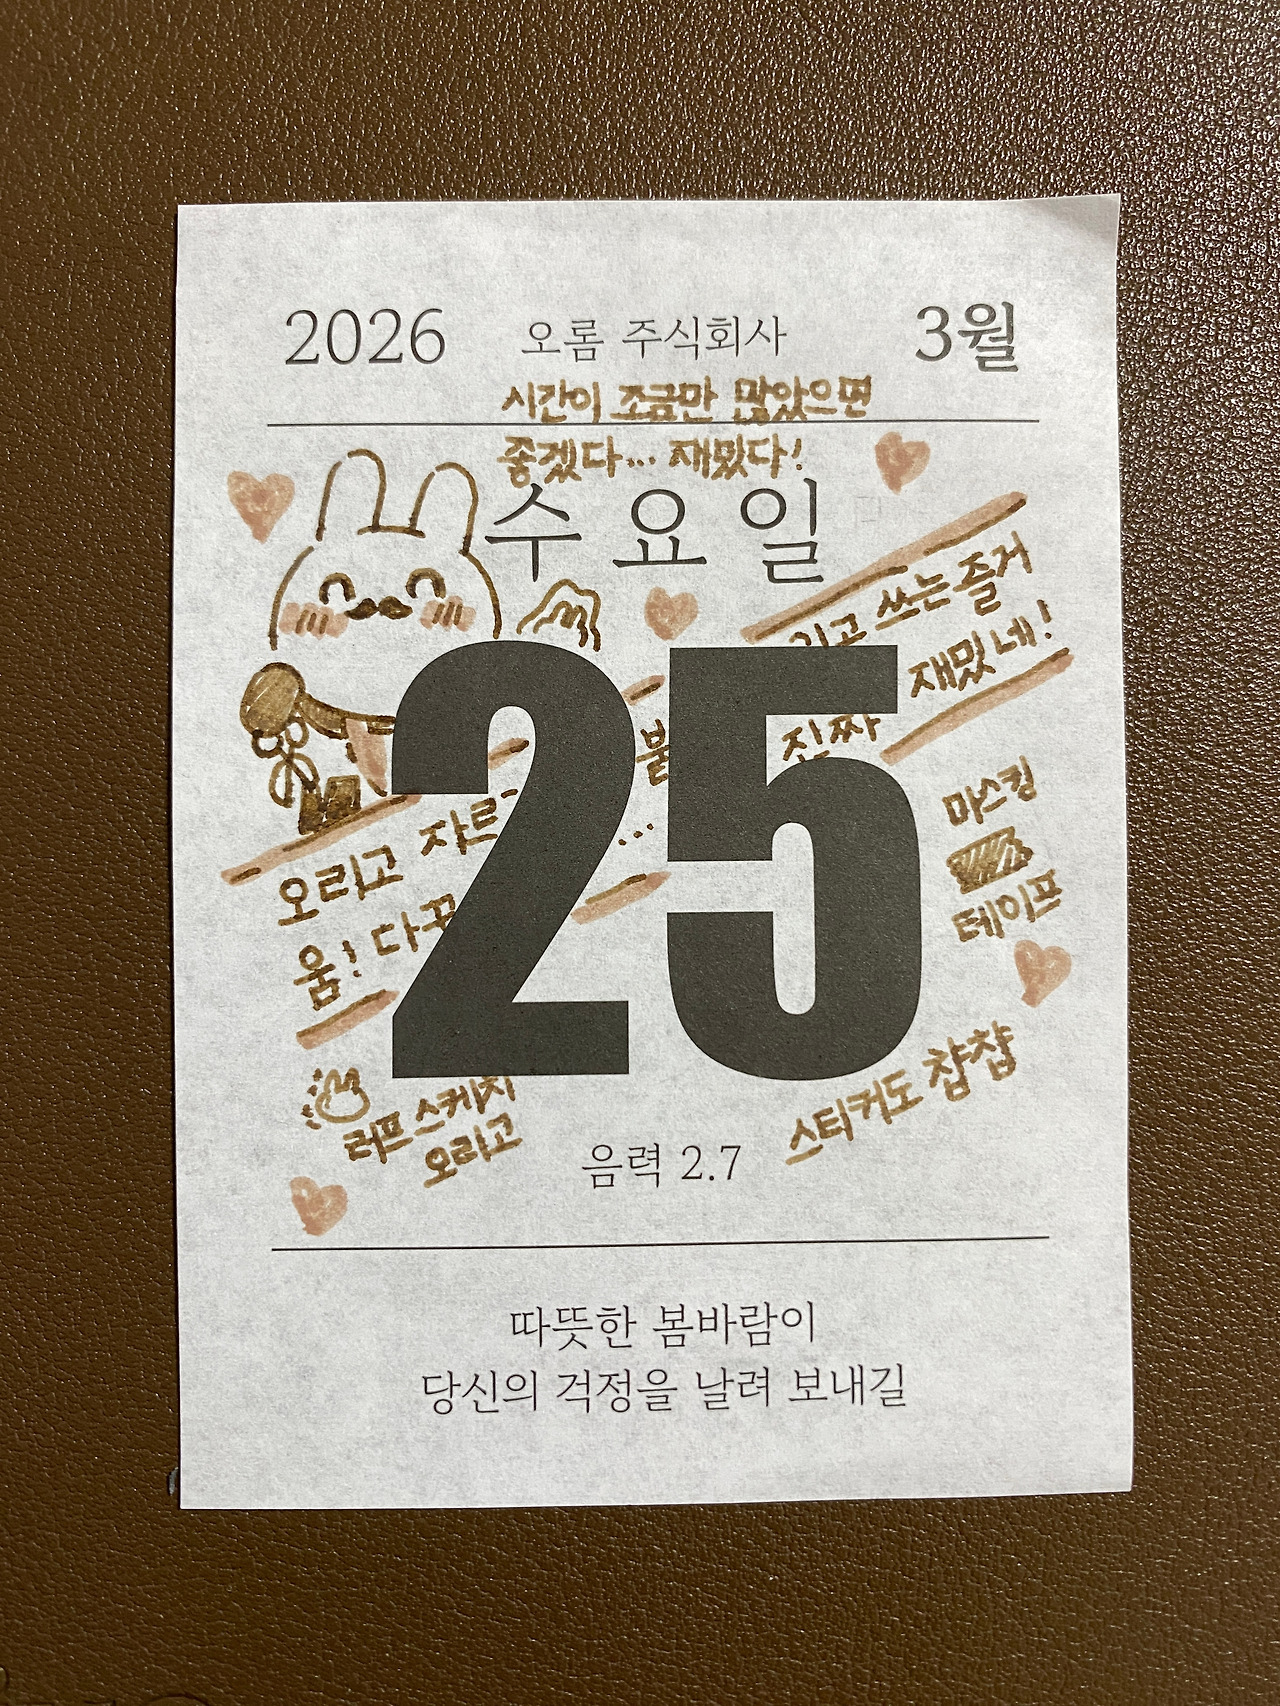 2026 오롬 주식회사 3월
시간이 조금만 많았으면
좋겠다... 재밌다!
수요일
쓰는 즐거
재밌네!
진짜
25
오리고 자르
움! 다꾸
...
마스킹
테이프
러프 스케치
오리고
스티커도 챱챱
음력 2.7
따뜻한 봄바람이
당신의 걱정을 날려 보내길